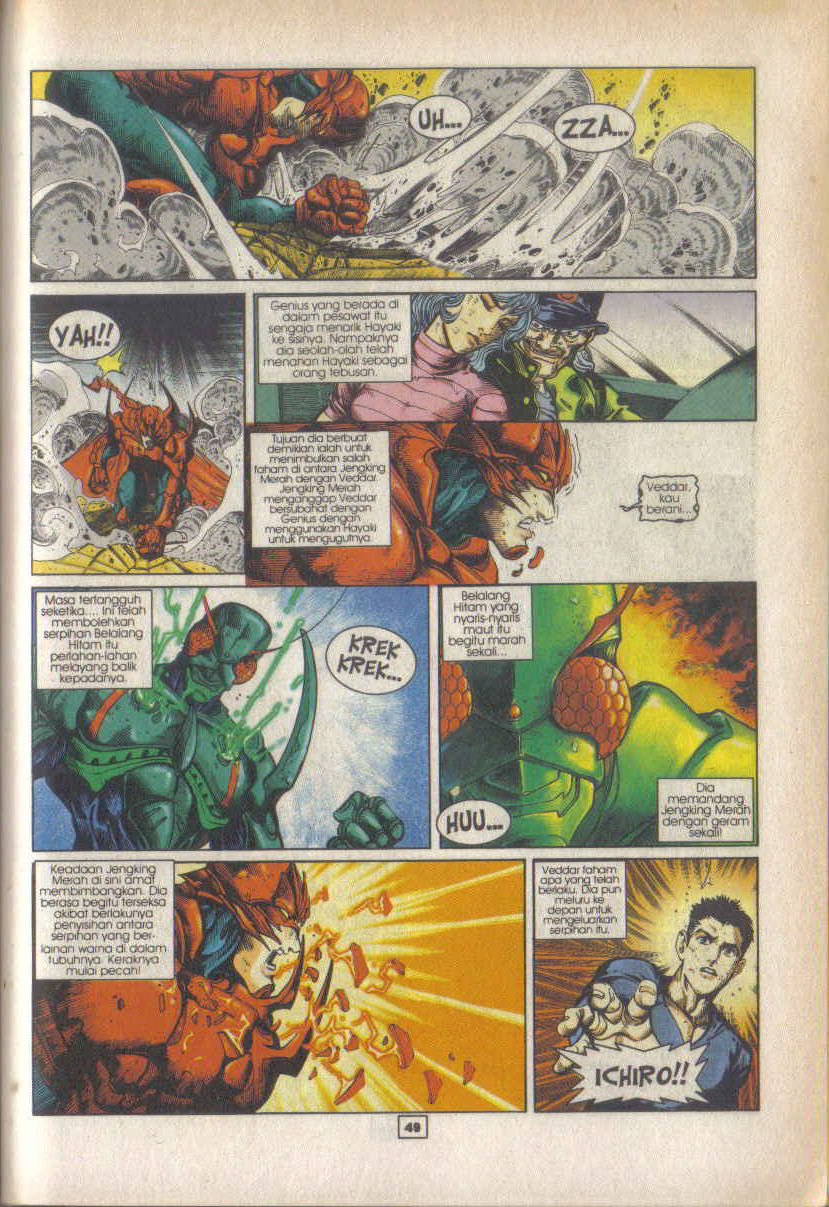 UH...
ZZA...
YAH!!
Genius yang berada di
dalam pesawat itu
sengaja menarik Hayaki
ke sisinya. Nampaknya
dia seolah-olah telah
menahan Hayaki sebagai
orang tebusan.
Tujuan dia berbuat
demikian ialah untuk
menimbulkan salah
faham di antara Jengking
Merah dengan Veddar.
Jengking Merah
menganggap Veddar
bersubahat dengan
Genius dengan
menggunakan Hayaki
untuk mengugutnya.
Veddar,
kau
berani...
Masa tertangguh
seketika.... Ini telah
membolehkan
serpihan Belalang
Hitam itu
perlahan-lahan
melayang balik
kepadanya.
KREK
KREK...
Belalang
Hitam yang
nyaris-nyaris
maut itu
begitu marah
sekali...
HUU...
Dia
memandang
Jengking Merah
dengan geram
sekali!
Keadaan Jengking
Merah di sini amat
membimbangkan. Dia
berasa begitu terseksa
akibat berlakunya
penyisihan antara
serpihan yang ber-
lainan warna di dalam
tubuhnya. Keraknya
mulai pecah!
Veddar faham
apa yang telah
berlaku. Dia pun
meluru ke
depan untuk
mengeluarkan
serpihan itu.
ICHIRO!!
49